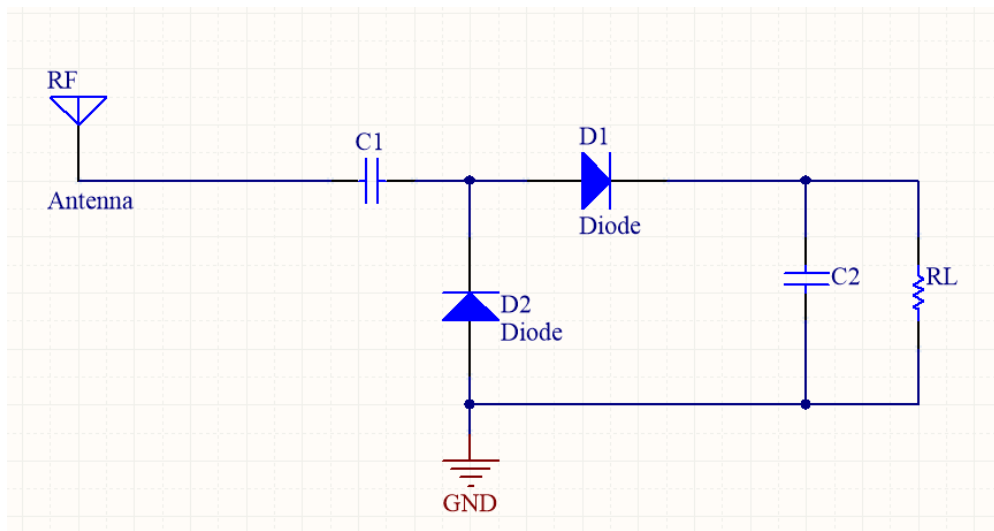 RF
Antenna
C1
D1
Diode
D2
Diode
C2
RL
GND